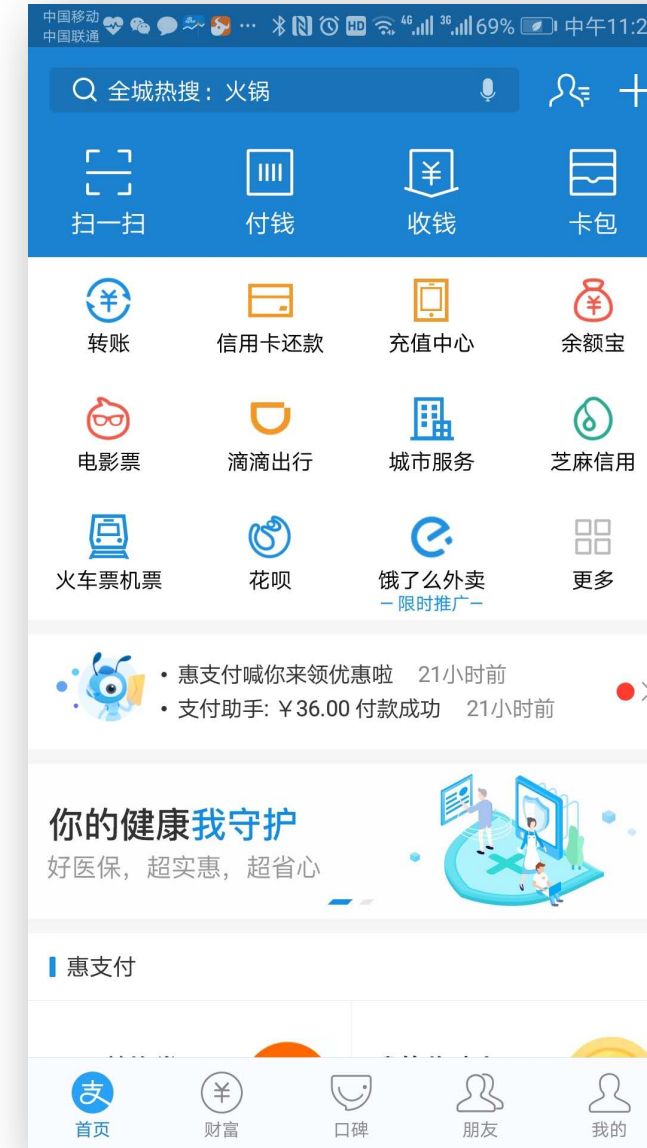 中国移动
中国联通
HD 46 36 69% 中午11:2
全城热搜：火锅
扫一扫 付钱 收钱 卡包
转账 信用卡还款 充值中心 余额宝
电影票 滴滴出行 城市服务 芝麻信用
火车票机票 花呗 饿了么外卖 更多
限时推广
惠支付喊你来领优惠啦 21小时前
支付助手: ￥36.00 付款成功 21小时前
你的健康我守护
好医保，超实惠，超省心
惠支付
支
首页 财富 口碑 朋友 我的